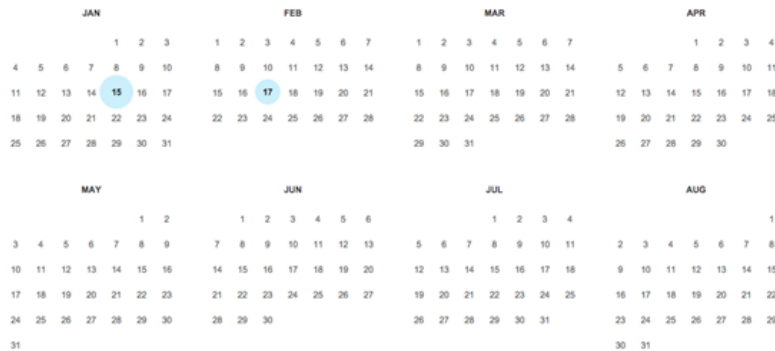 JAN FEB MAR APR
1 2 3 1 2 3 4 5 6 7 1 2 3 4 5 6 7 1 2 3 4
4 5 6 7 8 9 10 8 9 10 11 12 13 14 8 9 10 11 12 13 14 5 6 7 8 9 10 11
11 12 13 14 15 16 17 15 16 17 18 19 20 21 15 16 17 18 19 20 21 12 13 14 15 16 17 18
18 19 20 21 22 23 24 22 23 24 25 26 27 28 22 23 24 25 26 27 28 19 20 21 22 23 24 25
25 26 27 28 29 30 31 29 30 31 26 27 28 29 30
MAY JUN JUL AUG
1 2 1 2 3 4 5 6 1 2 3 4 1
3 4 5 6 7 8 9 7 8 9 10 11 12 13 5 6 7 8 9 10 11 2 3 4 5 6 7 8
10 11 12 13 14 15 16 14 15 16 17 18 19 20 12 13 14 15 16 17 18 9 10 11 12 13 14 15
17 18 19 20 21 22 23 21 22 23 24 25 26 27 19 20 21 22 23 24 25 16 17 18 19 20 21 22
24 25 26 27 28 29 30 28 29 30 26 27 28 29 30 31 23 24 25 26 27 28 29
31 30 31